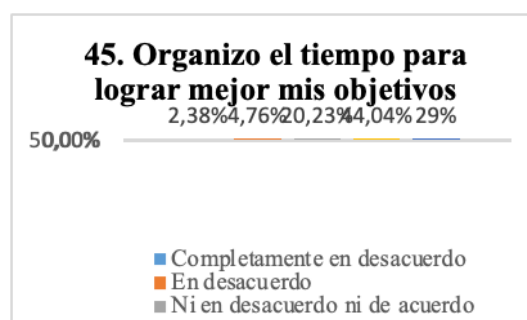 45. Organizo el tiempo para
lograr mejor mis objetivos
2,38% 4,76% 20,23% 44,04% 29%
50,00%
Completamente en desacuerdo
En desacuerdo
Ni en desacuerdo ni de acuerdo